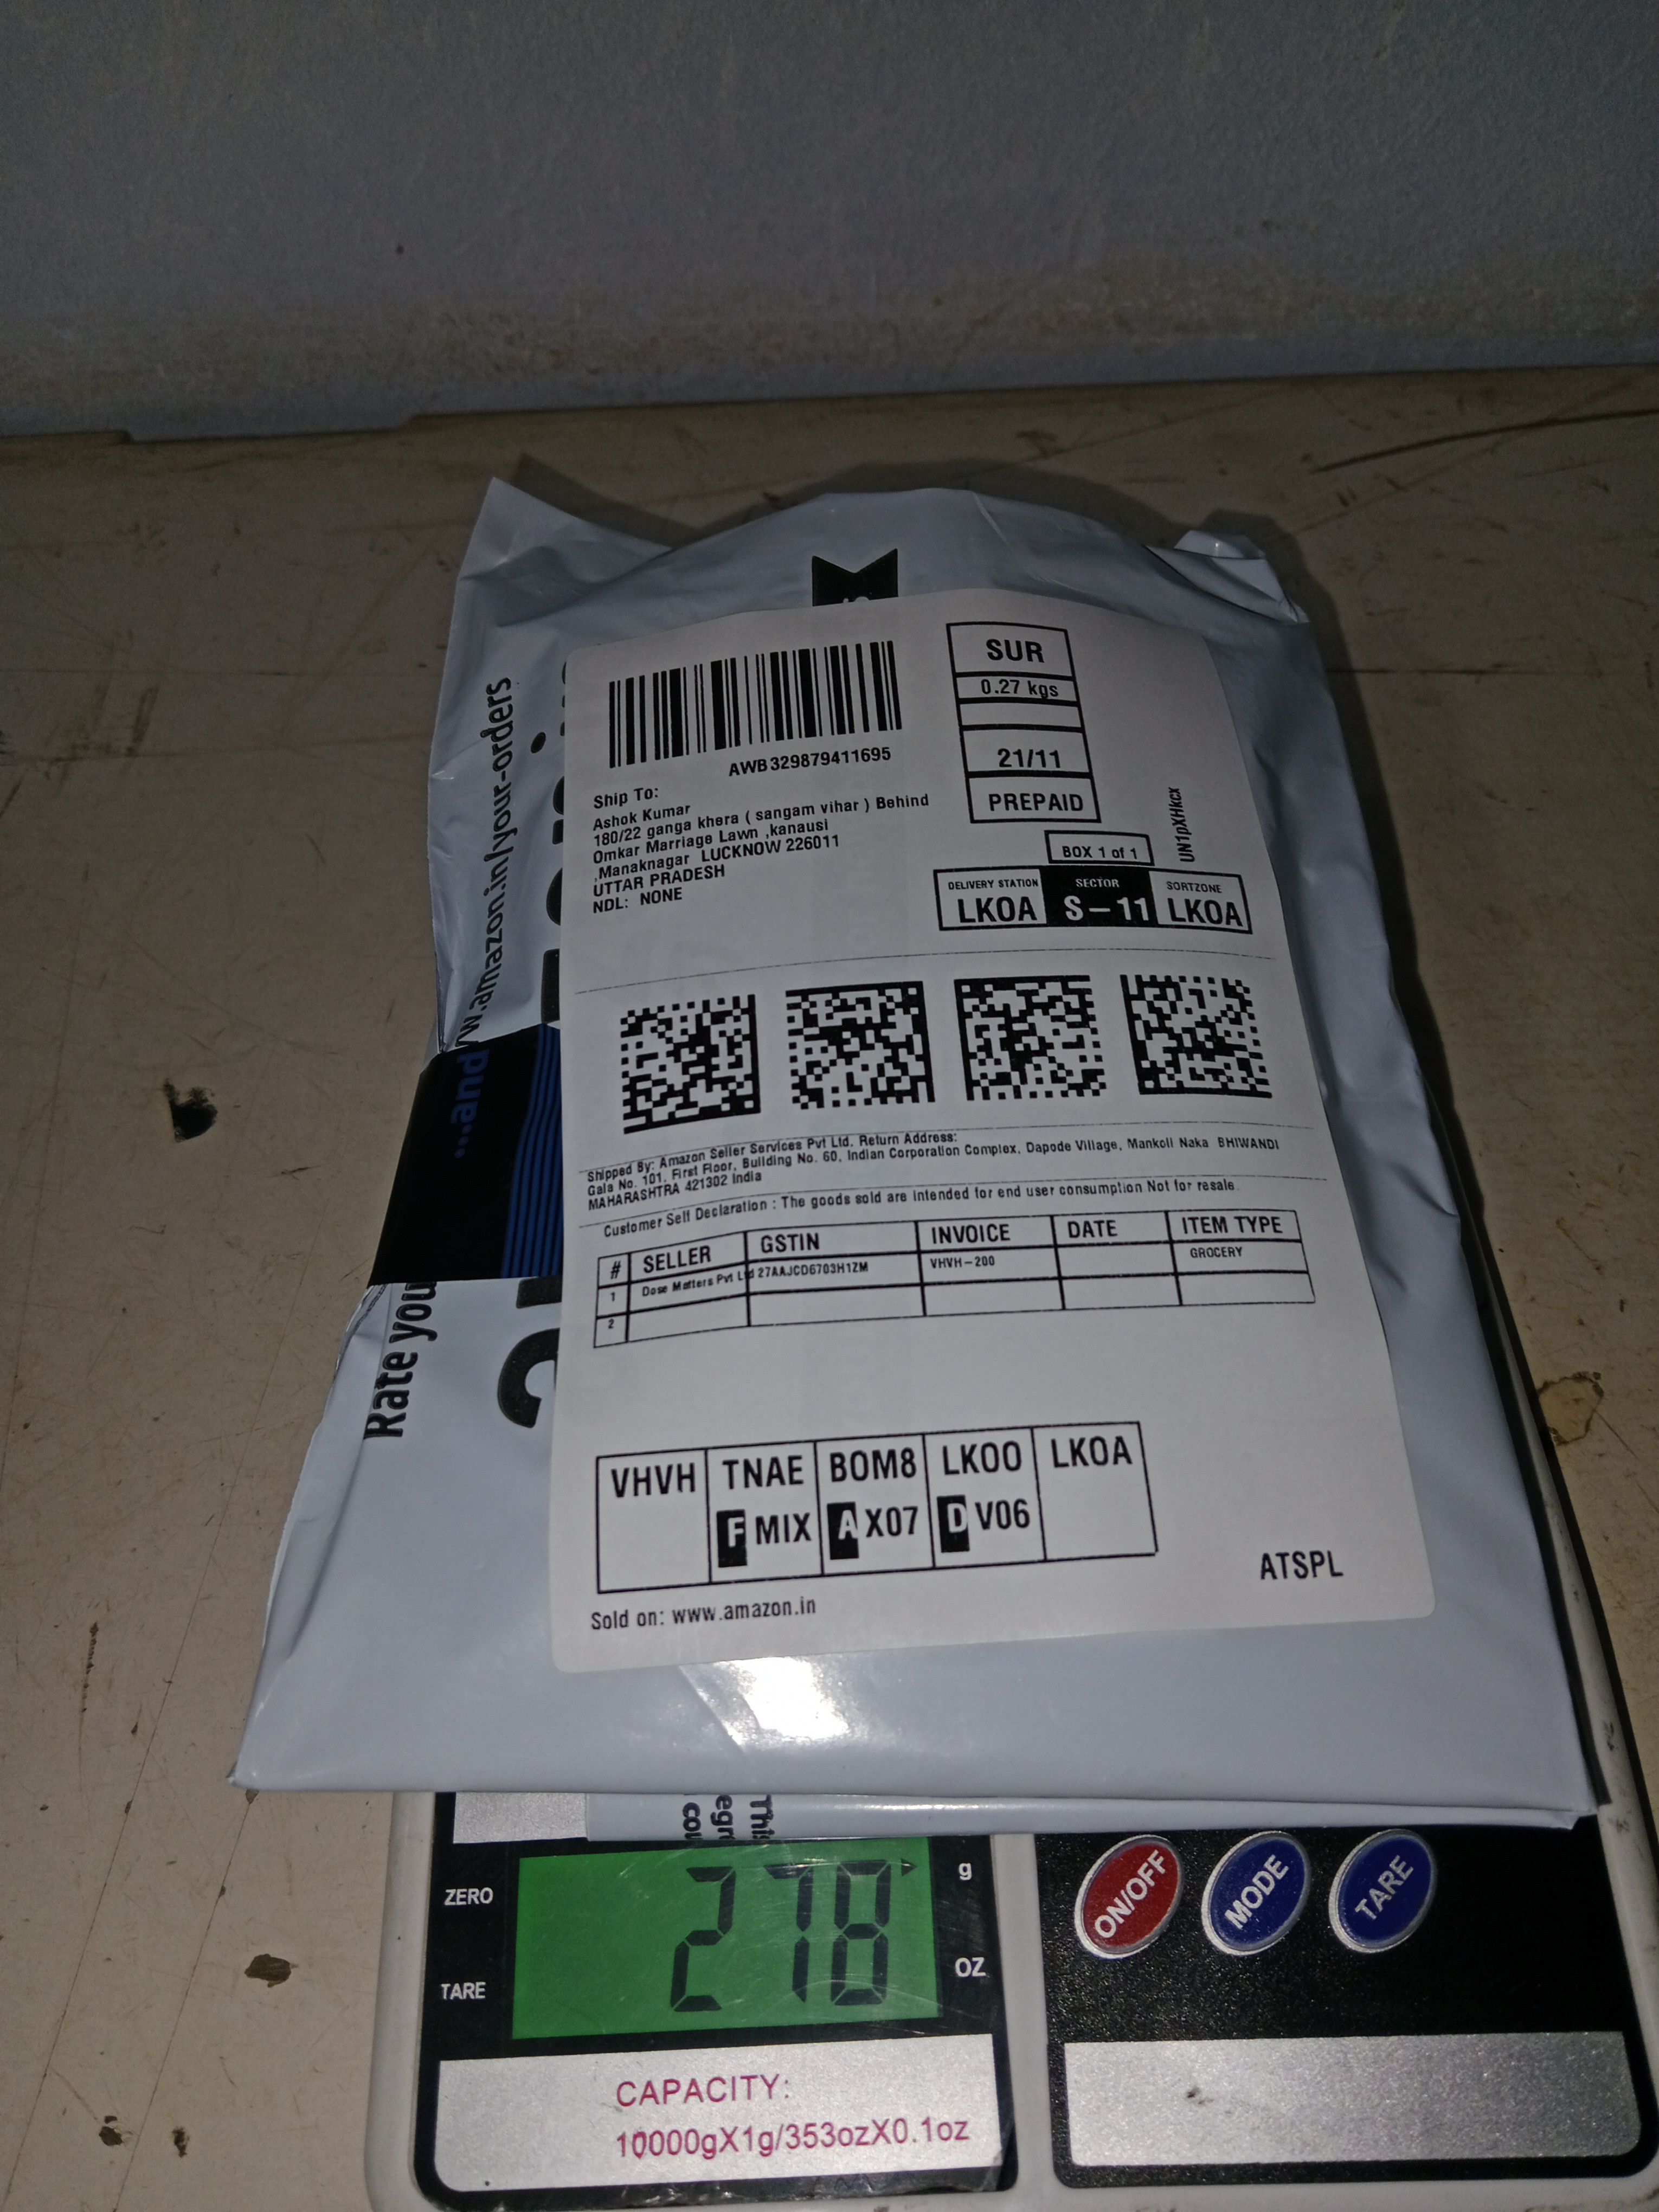 www.amazon.in/your-orders
...and
Rate you
SUR
0.27 kgs
21/11
PREPAID
AWB 329879411695
Ship To:
Ashok Kumar
180/22 ganga khera ( sangam vihar ) Behind
Omkar Marriage Lawn ,kanausi
,Manaknagar LUCKNOW 226011
UTTAR PRADESH
NDL: NONE
UN1pXHkcx
BOX 1 of 1
DELIVERY STATION SECTOR SORTZONE
LKOA S-11 LKOA
Shipped By: Amazon Seller Services Pvt Ltd. Return Address:
Gala No. 101, First Floor, Building No. 60, Indian Corporation Complex, Dapode Village, Mankoli Naka BHIWANDI
MAHARASHTRA 421302 India
Customer Self Declaration : The goods sold are intended for end user consumption Not for resale.
# SELLER GSTIN INVOICE DATE ITEM TYPE
1 Dose Matters Pvt Ltd 27AAJCD6703H1ZM VHVH-200 GROCERY
2
VHVH TNAE BOM8 LKOO LKOA
F MIX A X07 D V06
ATSPL
Sold on: www.amazon.in
This
egr
co
ZERO
278
g
TARE
OZ
ON/OFF
MODE
TARE
CAPACITY:
10000gX1g/353ozX0.1oz